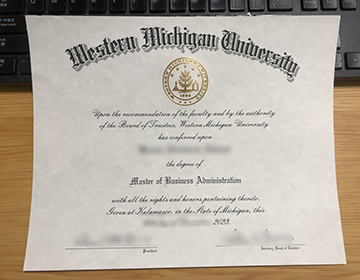 Western Michigan University
Upon the recommendation of the faculty and by the authority
of the Board of Trustees, Western Michigan University
has conferred upon
the degree of
Master of Business Administration
with all the rights and honors pertaining thereto.
Given at Kalamazoo, in the State of Michigan, this
2023.
President
Secretary, Board of Trustees